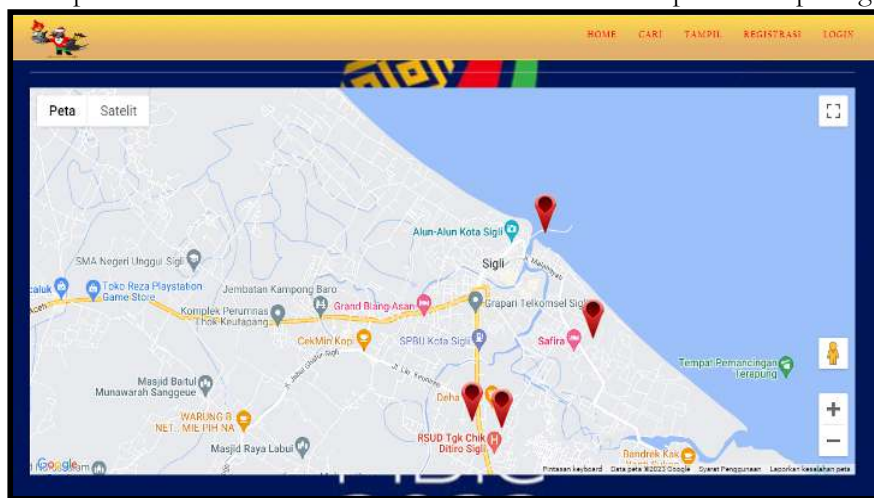 HOME CARI TAMPIL REGISTRASI LOGIN
Peta Satelit
Alun-Alun Kota Sigli
SMA Negeri Unggul Sigli
Sigli
Toko Reza Playstation
Game Store
Jembatan Kampong Baro
Grand Blang Asan
Grapari Telkomsel Sigli
Komplek Perumnas
Thok Keutapang
CekMin Kopi
SPBU Kota Sigli
Safira
Tempat Pemancingan
Terapung
Masjid Baitul
Munawarah Sanggeue
WARUNG B
NET.. MIE PIH NA
Masjid Raya Labui
RSUD Tgk Chik
Ditiro Sigli
Bandrek Kak
Google
Pintasan keyboard Data peta ©2023 Google Syarat Penggunaan Laporkan kesalahan peta